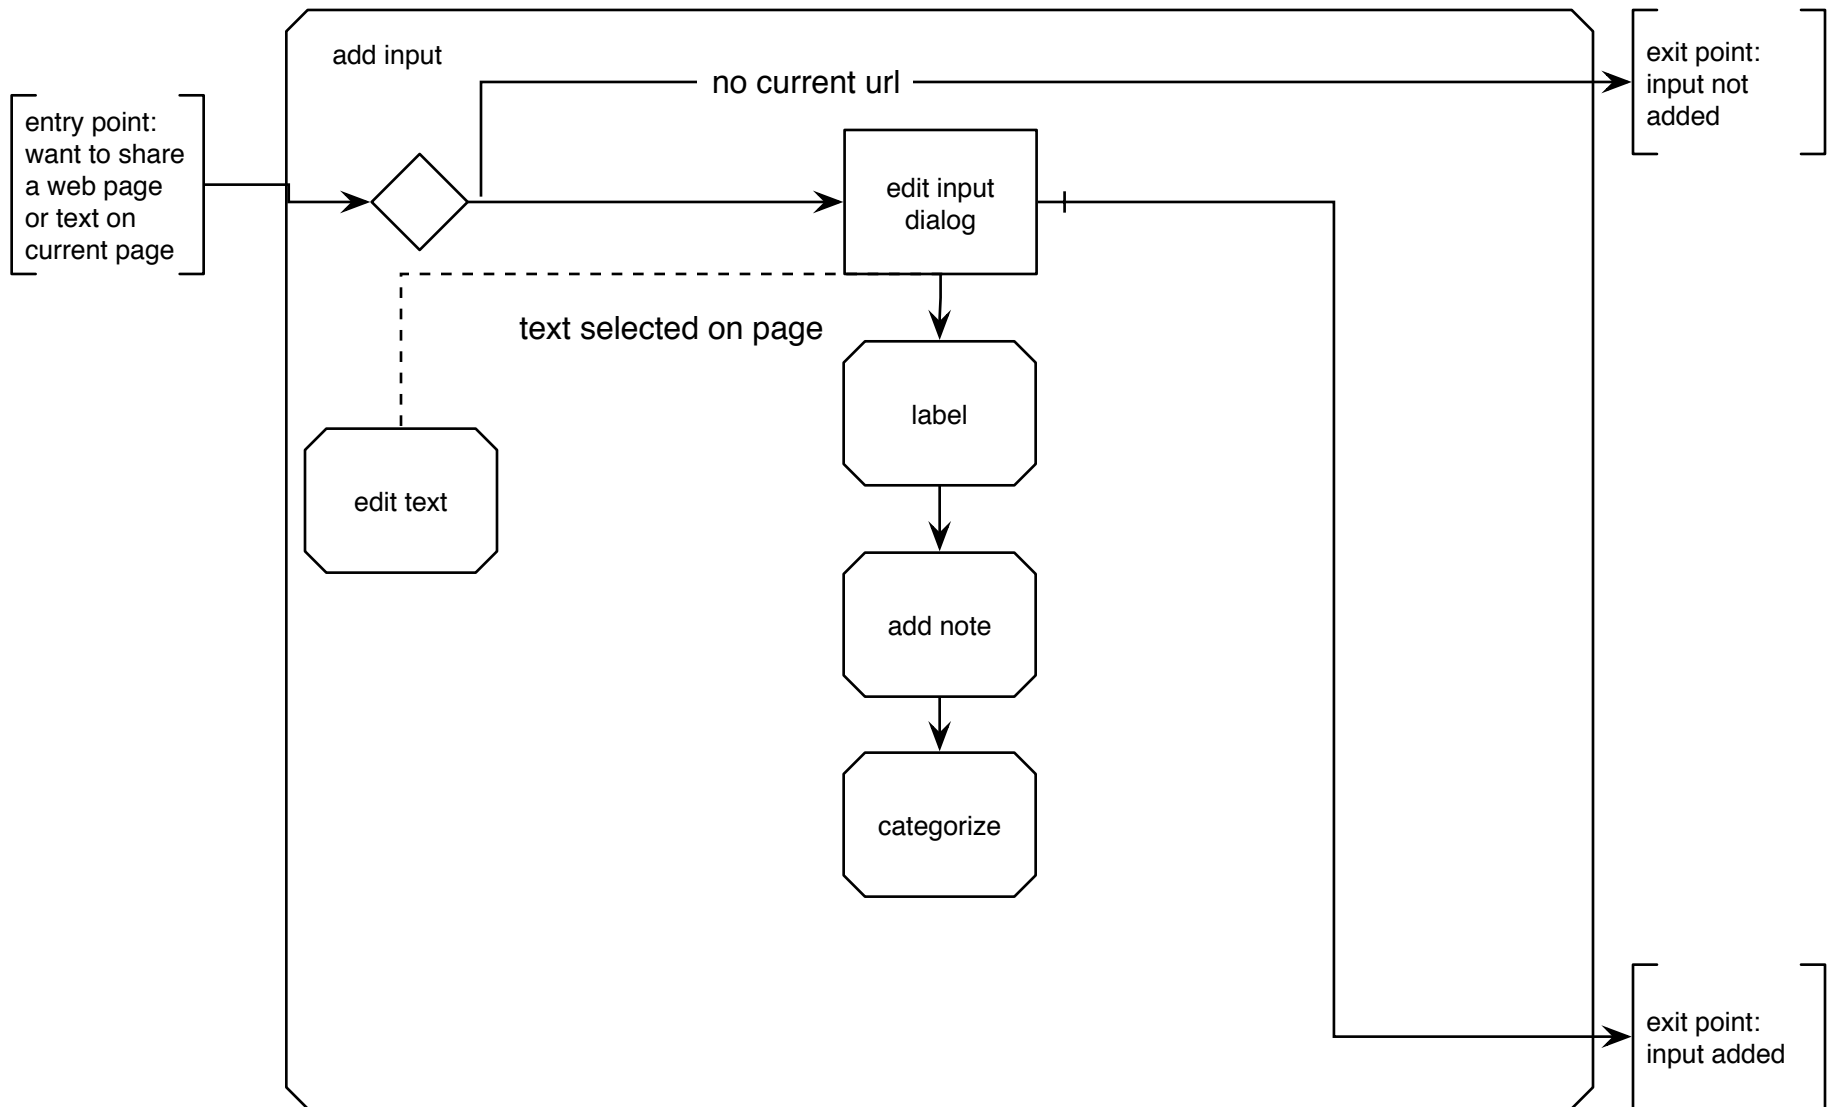 add input
no current url
exit point:
input not
added
entry point:
want to share
a web page
or text on
current page
edit input
dialog
text selected on page
label
edit text
add note
categorize
exit point:
input added